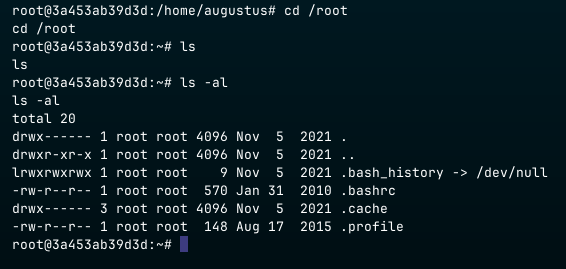 root@3a453ab39d3d:/home/augustus# cd /root
cd /root
root@3a453ab39d3d:~# ls
ls
root@3a453ab39d3d:~# ls -al
ls -al
total 20
drwx------ 1 root root 4096 Nov  5  2021 .
drwxr-xr-x 1 root root 4096 Nov  5  2021 ..
lrwxrwxrwx 1 root root    9 Nov  5  2021 .bash_history -> /dev/null
-rw-r--r-- 1 root root  570 Jan 31  2010 .bashrc
drwx------ 3 root root 4096 Nov  5  2021 .cache
-rw-r--r-- 1 root root  148 Aug 17  2015 .profile
root@3a453ab39d3d:~#